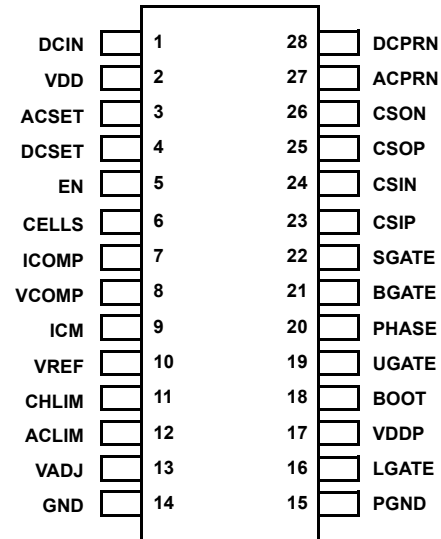 DCIN 1 28 DCPRN
VDD 2 27 ACPRN
ACSET 3 26 CSON
DCSET 4 25 CSOP
EN 5 24 CSIN
CELLS 6 23 CSIP
ICOMP 7 22 SGATE
VCOMP 8 21 BGATE
ICM 9 20 PHASE
VREF 10 19 UGATE
CHLIM 11 18 BOOT
ACLIM 12 17 VDDP
VADJ 13 16 LGATE
GND 14 15 PGND